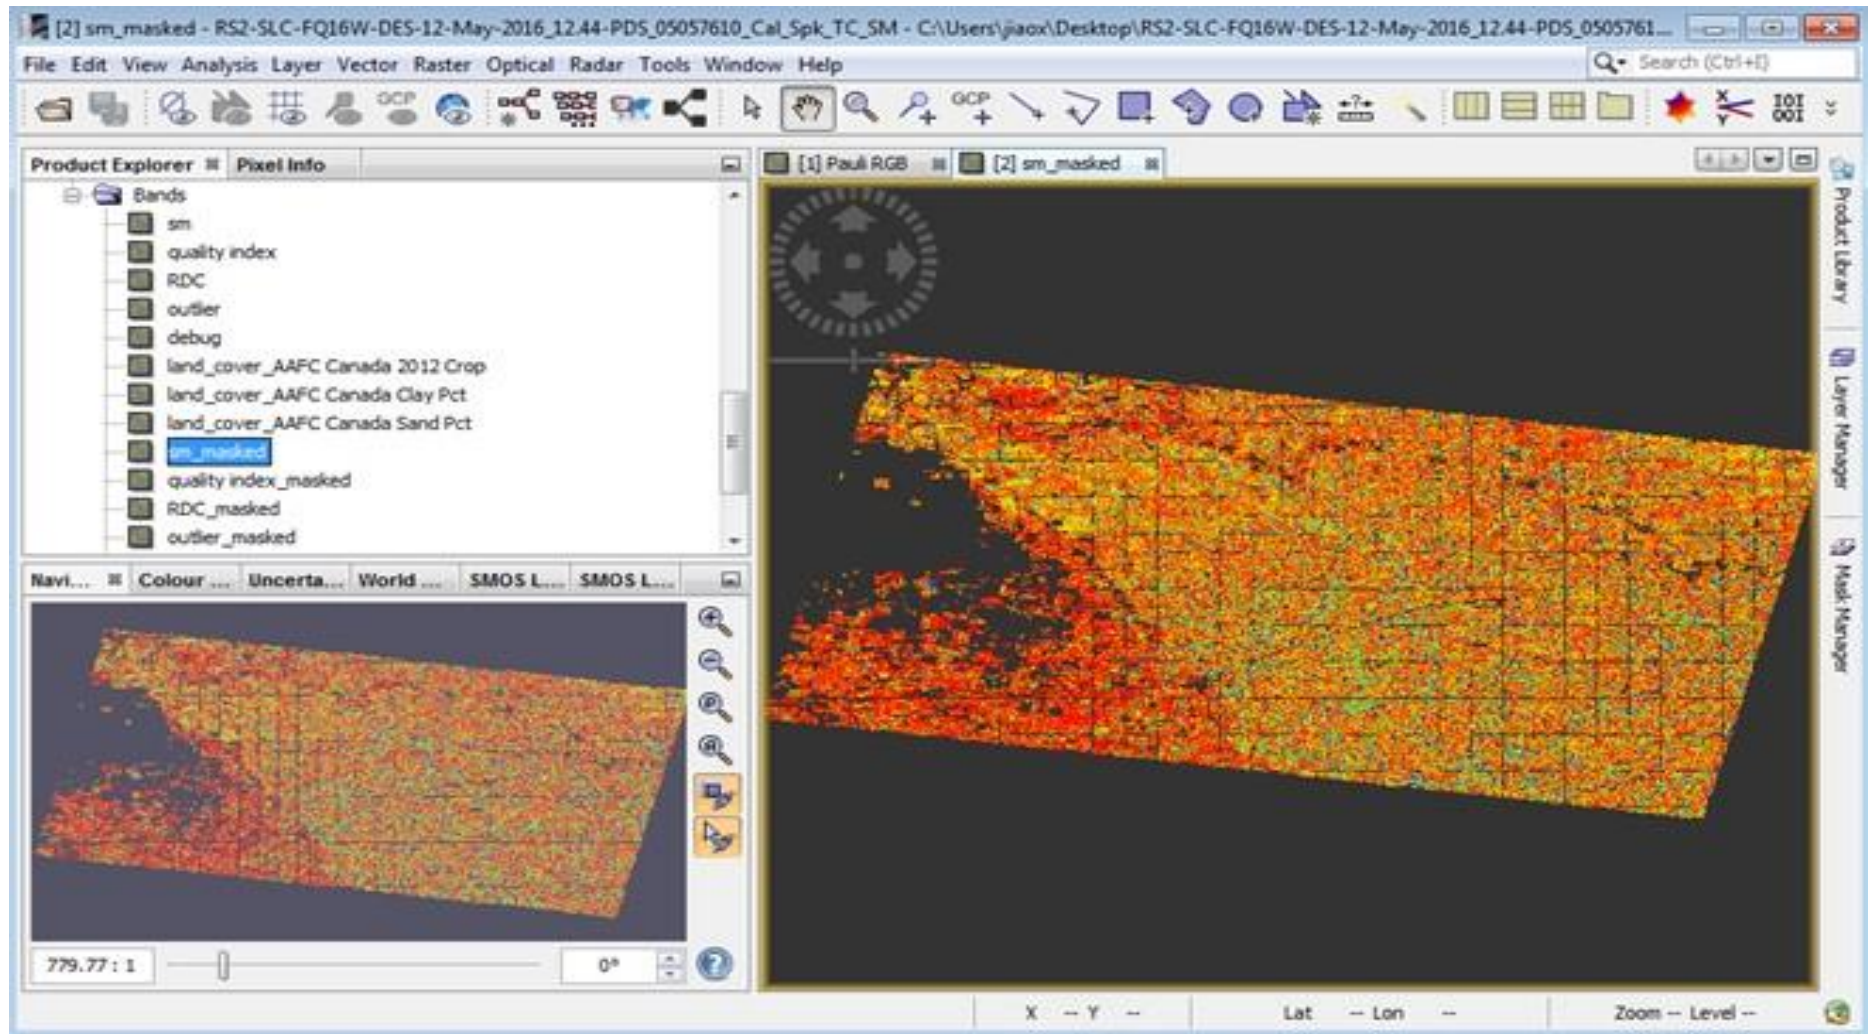 [2] sm_masked - RS2-SLC-FQ16W-DES-12-May-2016_12.44-PDS_05057610_Cal_Spk_TC_SM - C:\Users\jiaox\Desktop\RS2-SLC-FQ16W-DES-12-May-2016_12.44-PDS_0505761...
File Edit View Analysis Layer Vector Raster Optical Radar Tools Window Help
Search (Ctrl+I)
GCP GCP
Product Explorer Pixel Info
[1] Pauli RGB [2] sm_masked
Bands
sm
quality index
RDC
outlier
debug
land_cover_AAFC Canada 2012 Crop
land_cover_AAFC Canada Clay Pct
land_cover_AAFC Canada Sand Pct
sm_masked
quality index_masked
RDC_masked
outlier_masked
Navi... Colour ... Uncerta... World ... SMOS L... SMOS L...
779.77 : 1 0°
Product Library
Layer Manager
Mask Manager
X -- Y -- Lat -- Lon -- Zoom -- Level --